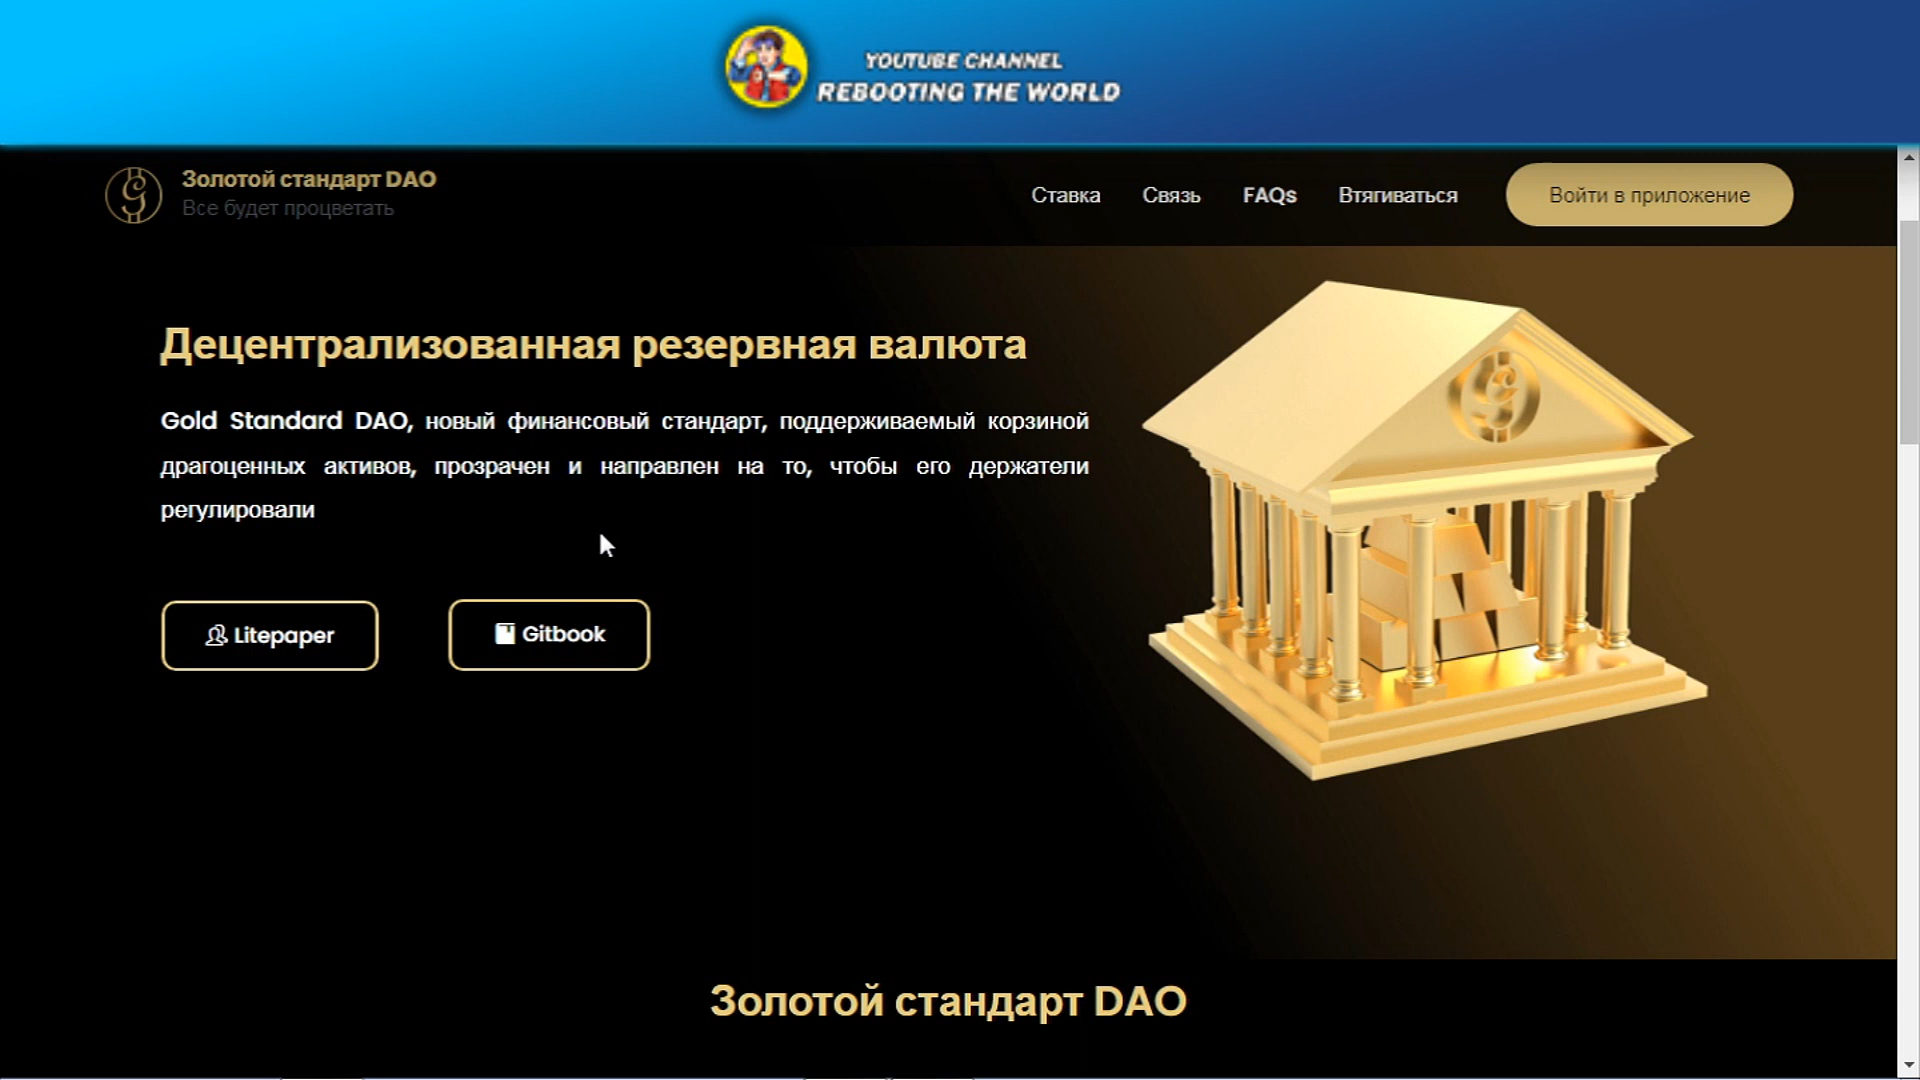 YOUTUBE CHANNEL
REBOOTING THE WORLD
Золотой стандарт DAO
Все будет процветать
Ставка
Связь
FAQs
Втягиваться
Войти в приложение
Децентрализованная резервная валюта
Gold Standard DAO, новый финансовый стандарт, поддерживаемый корзиной
драгоценных активов, прозрачен и направлен на то, чтобы его держатели
регулировали
Litepaper
Gitbook
Золотой стандарт DAO